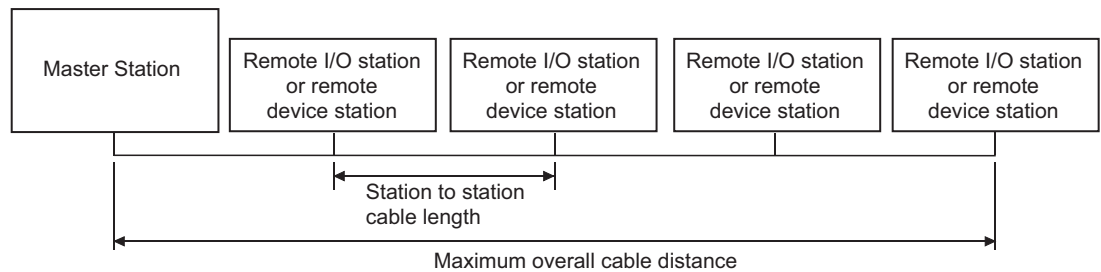 Master Station
Remote I/O station
or remote
device station
Remote I/O station
or remote
device station
Remote I/O station
or remote
device station
Remote I/O station
or remote
device station
Station to station
cable length
Maximum overall cable distance